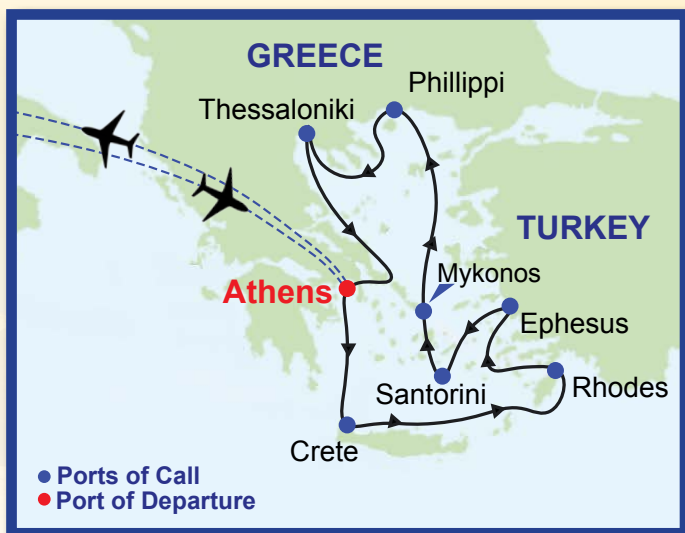 GREECE
Phillippi
Thessaloniki
TURKEY
Mykonos
Athens
Ephesus
Santorini
Rhodes
Crete
Ports of Call
Port of Departure